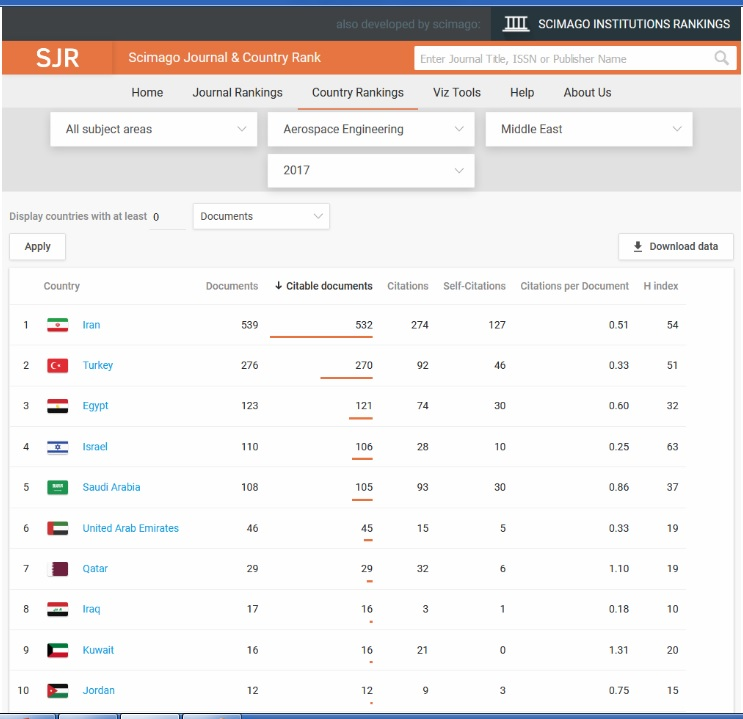 also developed by scimago: SCIMAGO INSTITUTIONS RANKINGS
SJR Scimago Journal & Country Rank Enter Journal Title, ISSN or Publisher Name
Home Journal Rankings Country Rankings Viz Tools Help About Us
All subject areas Aerospace Engineering Middle East
2017
Display countries with at least 0 Documents
Apply Download data
Country Documents ↓ Citable documents Citations Self-Citations Citations per Document H index
1 Iran 539 532 274 127 0.51 54
2 Turkey 276 270 92 46 0.33 51
3 Egypt 123 121 74 30 0.60 32
4 Israel 110 106 28 10 0.25 63
5 Saudi Arabia 108 105 93 30 0.86 37
6 United Arab Emirates 46 45 15 5 0.33 19
7 Qatar 29 29 32 6 1.10 19
8 Iraq 17 16 3 1 0.18 10
9 Kuwait 16 16 21 0 1.31 20
10 Jordan 12 12 9 3 0.75 15